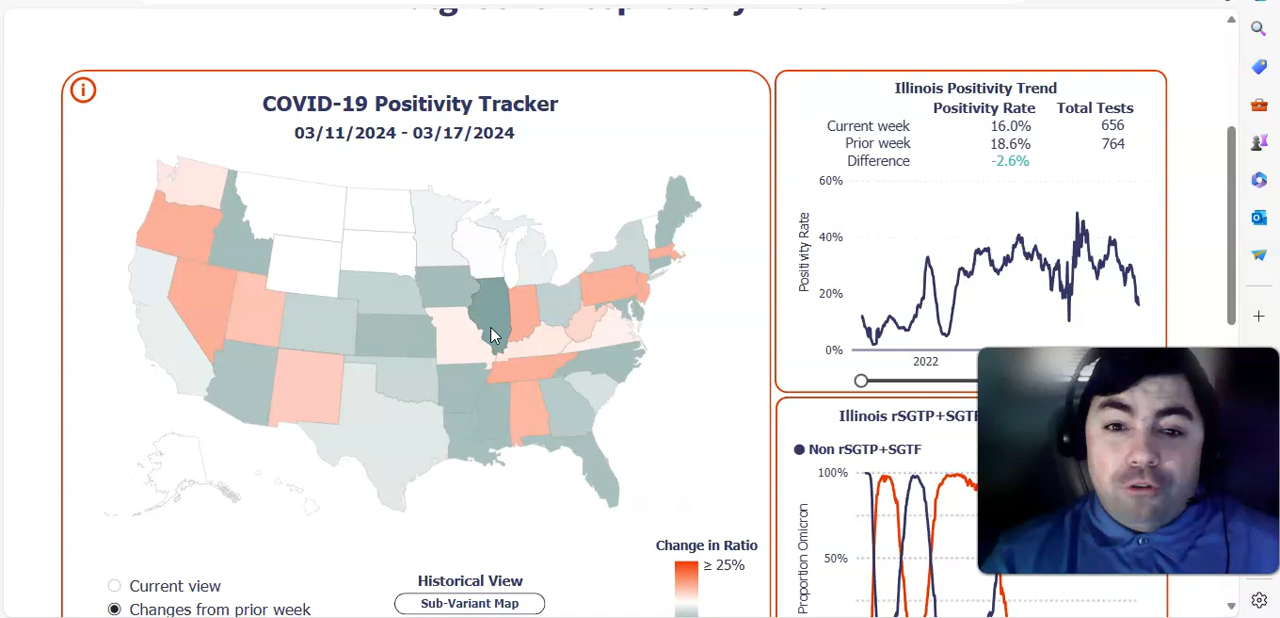 COVID-19 Positivity Tracker
03/11/2024 - 03/17/2024
Current view
Changes from prior week
Historical View
Sub-Variant Map
Change in Ratio
≥ 25%
Illinois Positivity Trend
Positivity Rate Total Tests
Current week 16.0% 656
Prior week 18.6% 764
Difference -2.6%
Positivity Rate
60%
40%
20%
0%
2022
Illinois rSGTP+SGTF
Non rSGTP+SGTF
Proportion Omicron
100%
50%